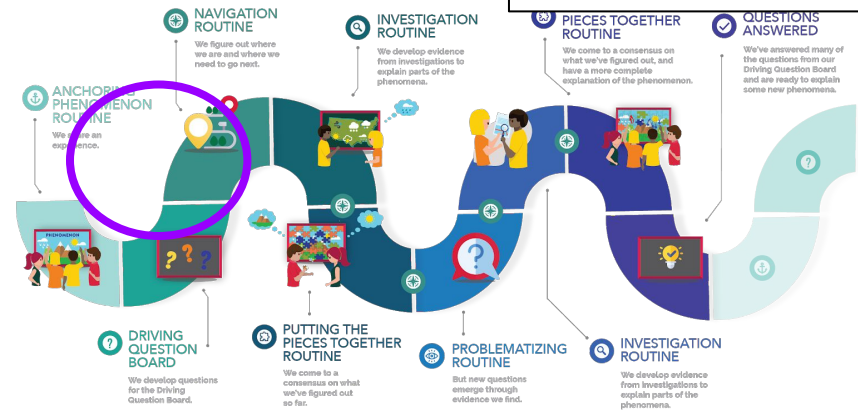 NAVIGATION
ROUTINE
We figure out where
we are and where we
need to go next.
INVESTIGATION
ROUTINE
We develop evidence
from investigations to
explain parts of the
phenomena.
PIECES TOGETHER
ROUTINE
We come to a consensus on
what we've figured out, and
have a more complete
explanation of the phenomenon.
QUESTIONS
ANSWERED
We've answered many of
the questions from our
Driving Question Board
and are ready to explain
some new phenomena.
ANCHORING
PHENOMENON
ROUTINE
We share an
experience.
PHENOMENON
? ? ?
?
?
?
DRIVING
QUESTION
BOARD
We develop questions
for the Driving
Question Board.
PUTTING THE
PIECES TOGETHER
ROUTINE
We come to a
consensus on what
we've figured out
so far.
PROBLEMATIZING
ROUTINE
But new questions
emerge through
evidence we find.
INVESTIGATION
ROUTINE
We develop evidence
from investigations to
explain parts of the
phenomena.